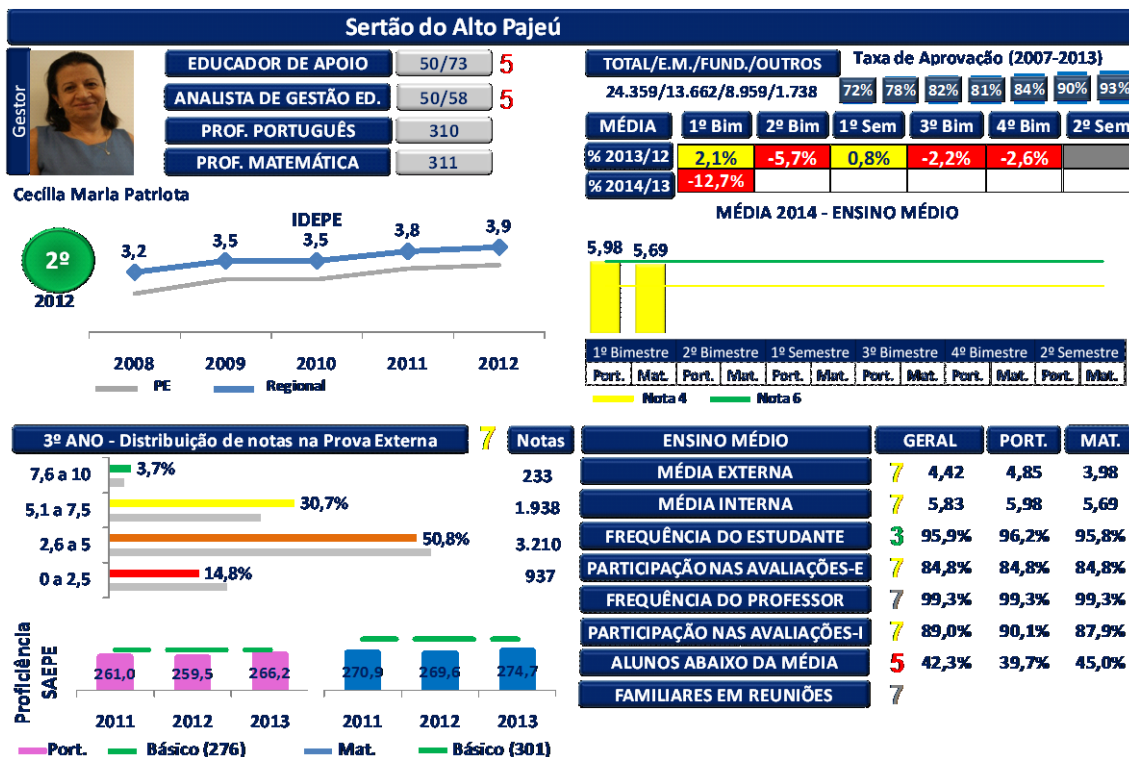 Sertão do Alto Pajeú
Gestor
EDUCADOR DE APOIO 50/73 5
ANALISTA DE GESTÃO ED. 50/58 5
PROF. PORTUGUÊS 310
PROF. MATEMÁTICA 311
Cecília Maria Patriota
TOTAL/E.M./FUND./OUTROS
24.359/13.662/8.959/1.738
Taxa de Aprovação (2007-2013)
72% 78% 82% 81% 84% 90% 93%
MÉDIA 1º Bim 2º Bim 1º Sem 3º Bim 4º Bim 2º Sem
% 2013/12 2,1% -5,7% 0,8% -2,2% -2,6%
% 2014/13 -12,7%
IDEPE
2º
2012
3,2 3,5 3,5 3,8 3,9
2008 2009 2010 2011 2012
PE Regional
MÉDIA 2014 - ENSINO MÉDIO
5,98 5,69
1º Bimestre 2º Bimestre 1º Semestre 3º Bimestre 4º Bimestre 2º Semestre
Port. Mat. Port. Mat. Port. Mat. Port. Mat. Port. Mat. Port. Mat.
Nota 4 Nota 6
3º ANO - Distribuição de notas na Prova Externa 7 Notas
7,6 a 10 3,7% 233
5,1 a 7,5 30,7% 1.938
2,6 a 5 50,8% 3.210
0 a 2,5 14,8% 937
Proficiência
SAEPE
261,0 259,5 266,2 270,9 269,6 274,7
2011 2012 2013 2011 2012 2013
Port. Básico (276) Mat. Básico (301)
ENSINO MÉDIO GERAL PORT. MAT.
MÉDIA EXTERNA 7 4,42 4,85 3,98
MÉDIA INTERNA 7 5,83 5,98 5,69
FREQUÊNCIA DO ESTUDANTE 3 95,9% 96,2% 95,8%
PARTICIPAÇÃO NAS AVALIAÇÕES-E 7 84,8% 84,8% 84,8%
FREQUÊNCIA DO PROFESSOR 7 99,3% 99,3% 99,3%
PARTICIPAÇÃO NAS AVALIAÇÕES-I 7 89,0% 90,1% 87,9%
ALUNOS ABAIXO DA MÉDIA 5 42,3% 39,7% 45,0%
FAMILIARES EM REUNIÕES 7